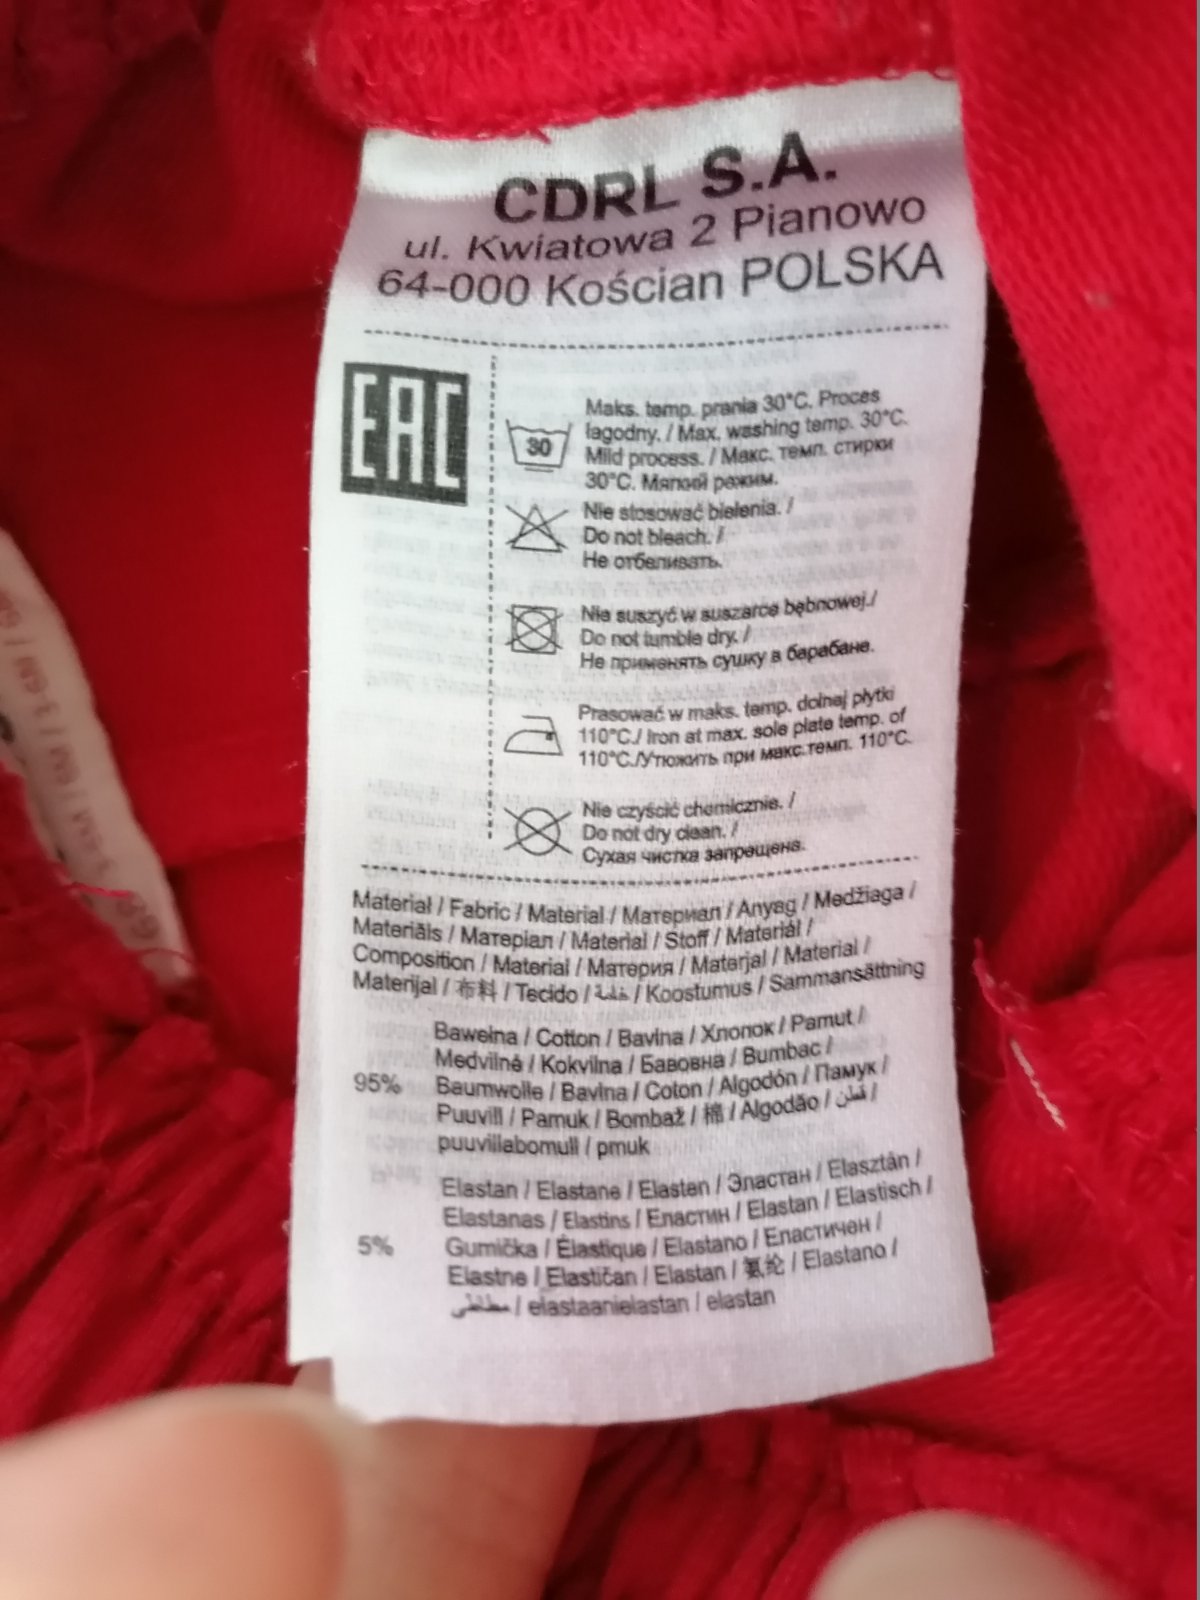 CDRL S.A.
ul. Kwiatowa 2 Pianowo
64-000 Kościan POLSKA
EAC
Maks. temp. prania 30°C. Proces
łagodny. / Max. washing temp. 30°C.
30
Mild process. / Макс. темп. стирки
30°C. Мягкий режим.
Nie stosować bielenia. /
Do not bleach. /
Не отбеливать.
Nie suszyć w suszarce bębnowej./
Do not tumble dry. /
Не применять сушку в барабане.
Prasować w maks. temp. dolnej płytki
110°C./ Iron at max. sole plate temp. of
110°C./Утюжить при макс.темп. 110°C.
Nie czyścić chemicznie. /
Do not dry clean. /
Сухая чистка запрещена.
Materiał / Fabric / Material / Материал / Anyag / Medžiaga /
Materiāls / Матеріал / Material / Stoff / Materiál /
Composition / Material / Материя / Materjal / Material /
Materijal / 布料 / Tecido / خامة / Koostumus / Sammansättning
Bawełna / Cotton / Bavlna / Хлопок / Pamut /
Medvilnė / Kokvilna / Бавовна / Bumbac /
95% Baumwolle / Bavlna / Coton / Algodón / Памук /
Puuvill / Pamuk / Bombaž / 棉 / Algodão / قطن /
puuvillabomull / pmuk
Elastan / Elastane / Elasten / Эластан / Elasztán /
Elastanas / Elastīns / Еластин / Elastan / Elastisch /
5% Gumička / Élastique / Elastano / Еластичен /
Elastne / Elastičan / Elastan / 氨纶 / Elastano /
مطاطي / elastaanielastan / elastan
3-6M / 6M